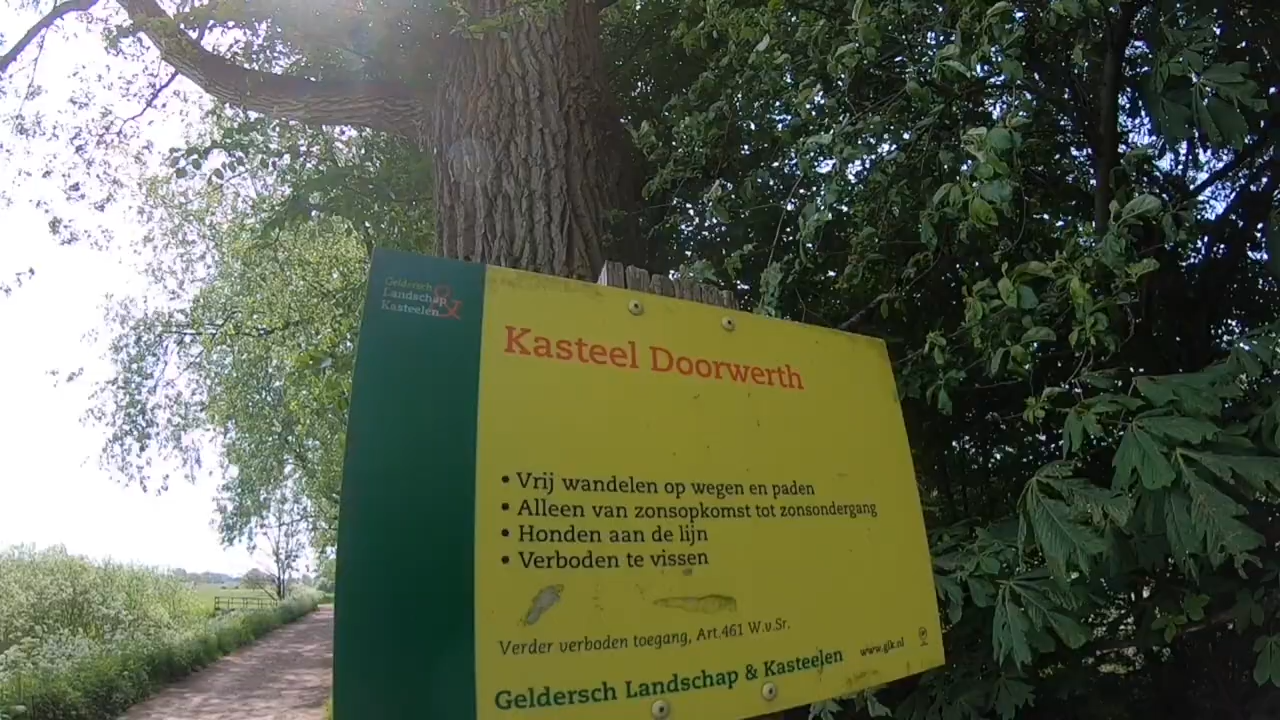 Geldersch
Landschap
Kasteelen
&
Kasteel Doorwerth
• Vrij wandelen op wegen en paden
• Alleen van zonsopkomst tot zonsondergang
• Honden aan de lijn
• Verboden te vissen
Verder verboden toegang, Art.461 W.v.Sr.
Geldersch Landschap & Kasteelen
www.glk.nl